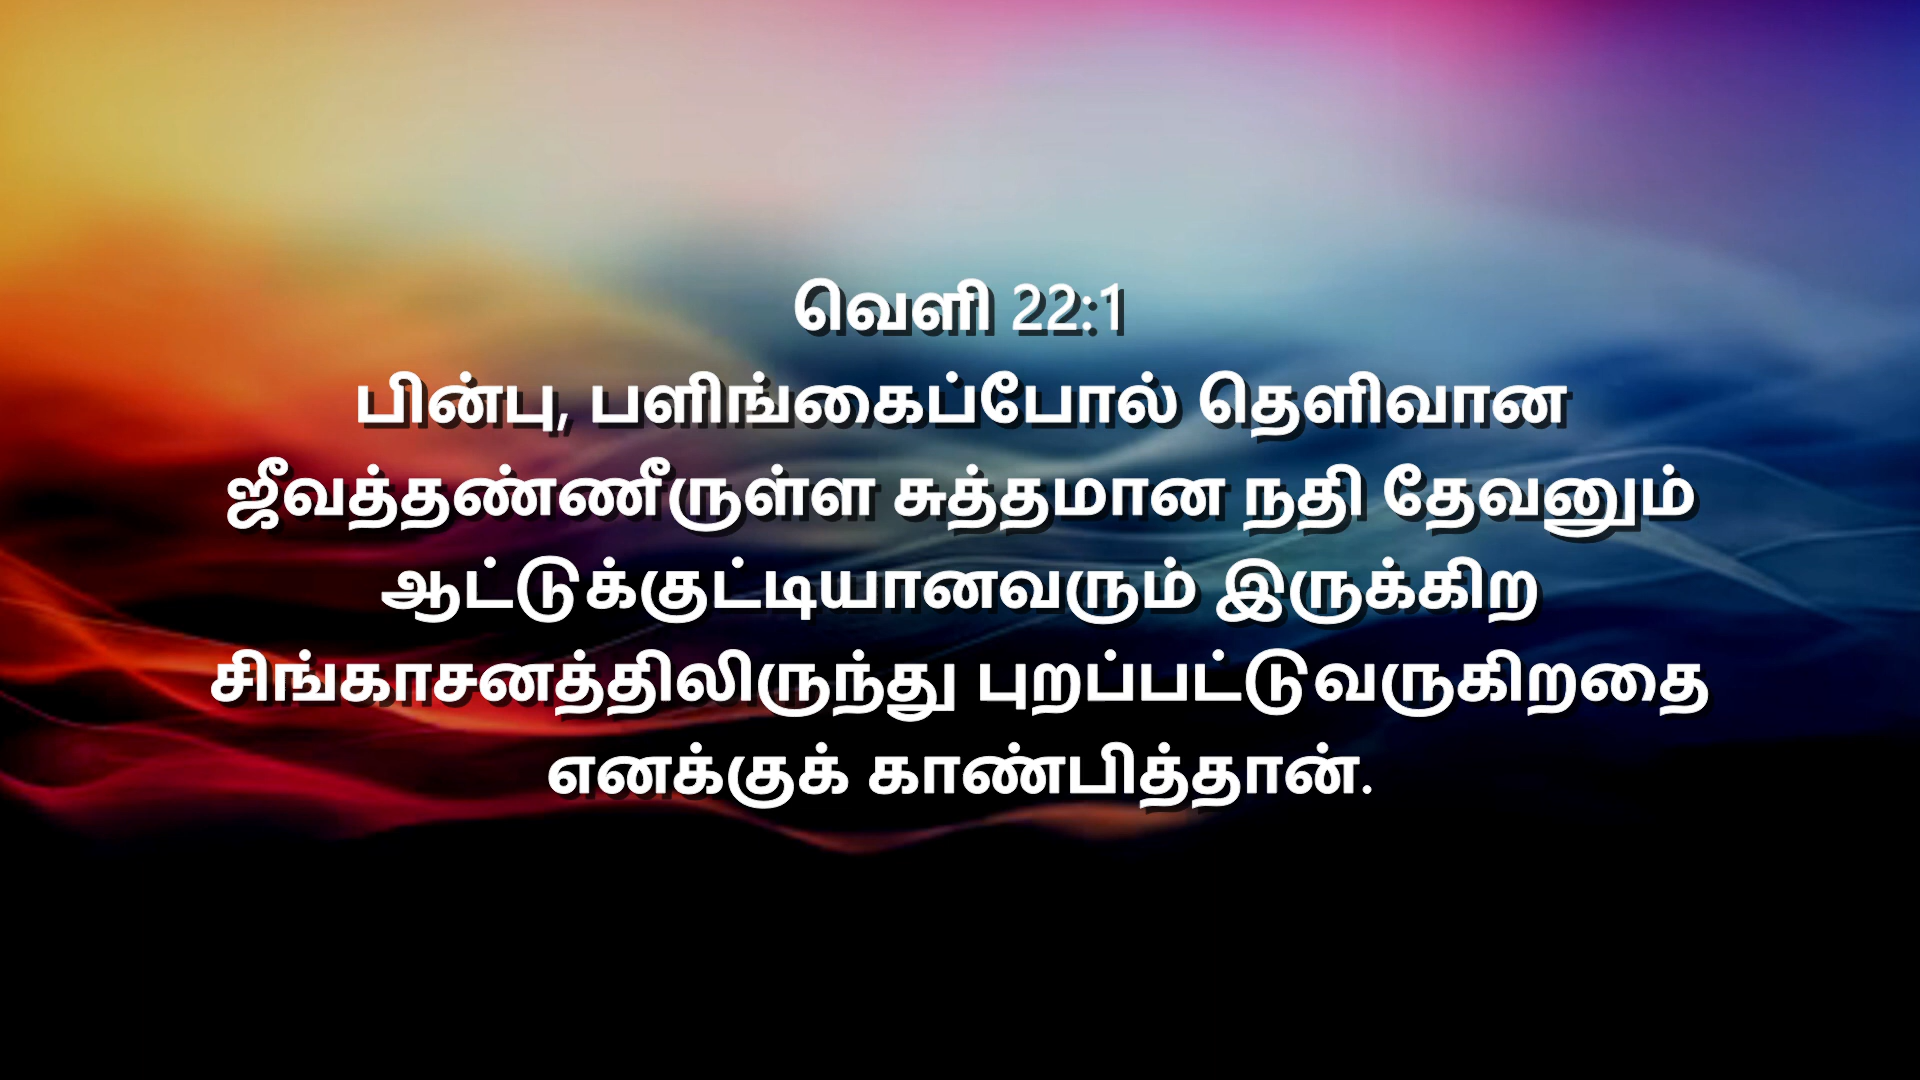 வெளி 22:1
பின்பு, பளிங்கைப்போல் தெளிவான
ஜீவத்தண்ணீருள்ள சுத்தமான நதி தேவனும்
ஆட்டுக்குட்டியானவரும் இருக்கிற
சிங்காசனத்திலிருந்து புறப்பட்டுவருகிறதை
எனக்குக் காண்பித்தான்.